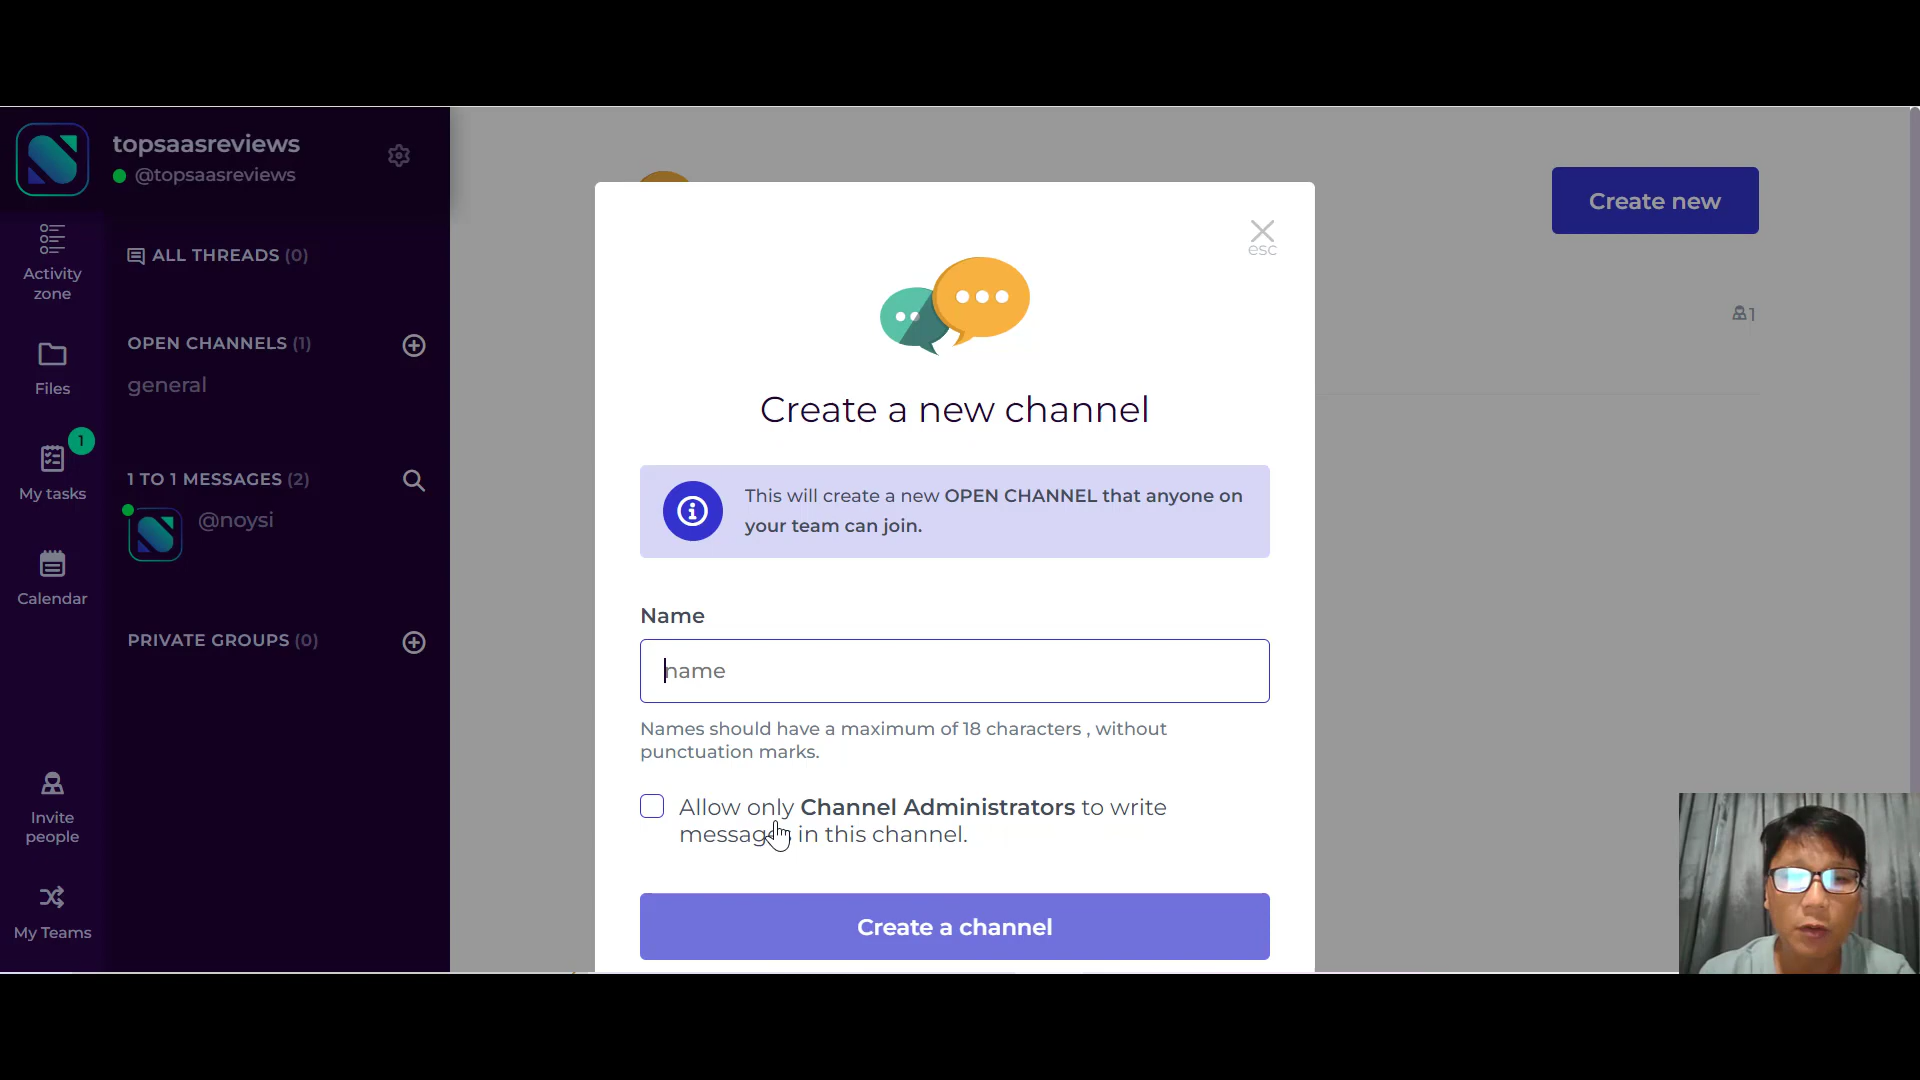 topsaasreviews
@topsaasreviews
Activity
zone
Files
1
My tasks
Calendar
Invite
people
My Teams
ALL THREADS (0)
OPEN CHANNELS (1)
general
1 TO 1 MESSAGES (2)
@noysi
PRIVATE GROUPS (0)
Create new
1
esc
Create a new channel
This will create a new OPEN CHANNEL that anyone on
your team can join.
Name
name
Names should have a maximum of 18 characters , without
punctuation marks.
Allow only Channel Administrators to write
messages in this channel.
Create a channel